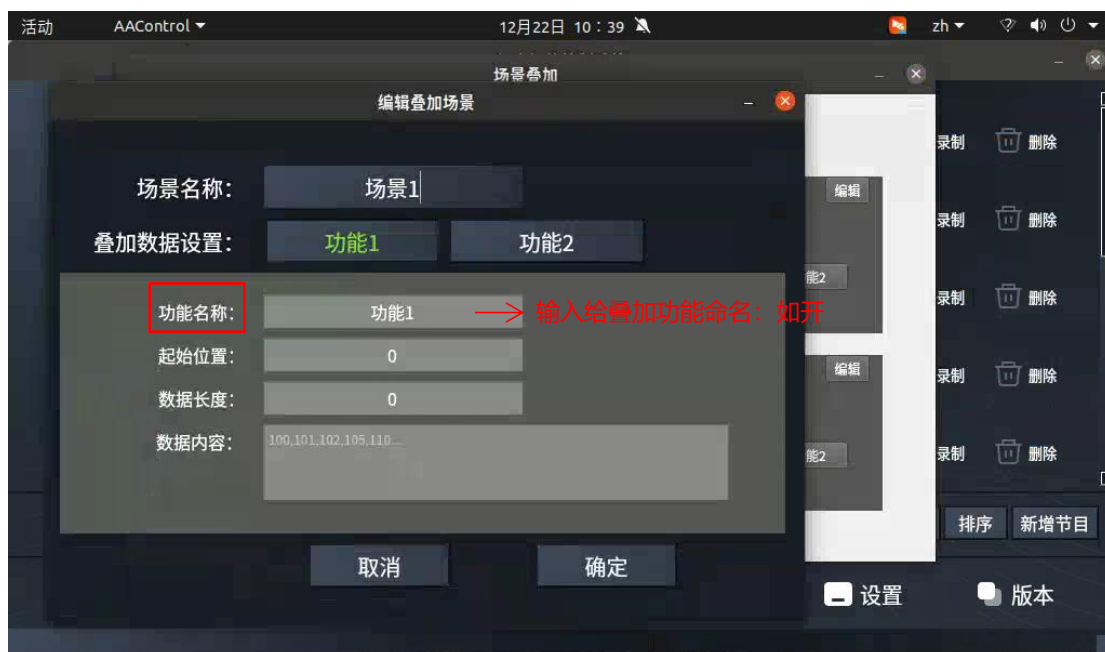 活动 AAControl 12月22日 10：39 zh
场景叠加
编辑叠加场景
录制 删除
场景名称： 场景1 编辑
录制 删除
叠加数据设置： 功能1 功能2
能2
功能名称： 功能1 输入给叠加功能命名：如开
录制 删除
起始位置： 0
编辑
录制 删除
数据长度： 0
数据内容： 100,101,102,105,110...
能2
录制 删除
排序 新增节目
取消 确定
设置 版本